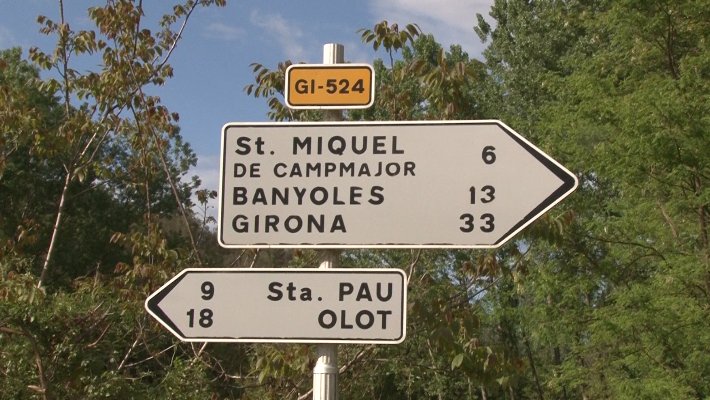 GI-524
St. MIQUEL 6
DE CAMPMAJOR
BANYOLES 13
GIRONA 33
9 Sta. PAU
18 OLOT